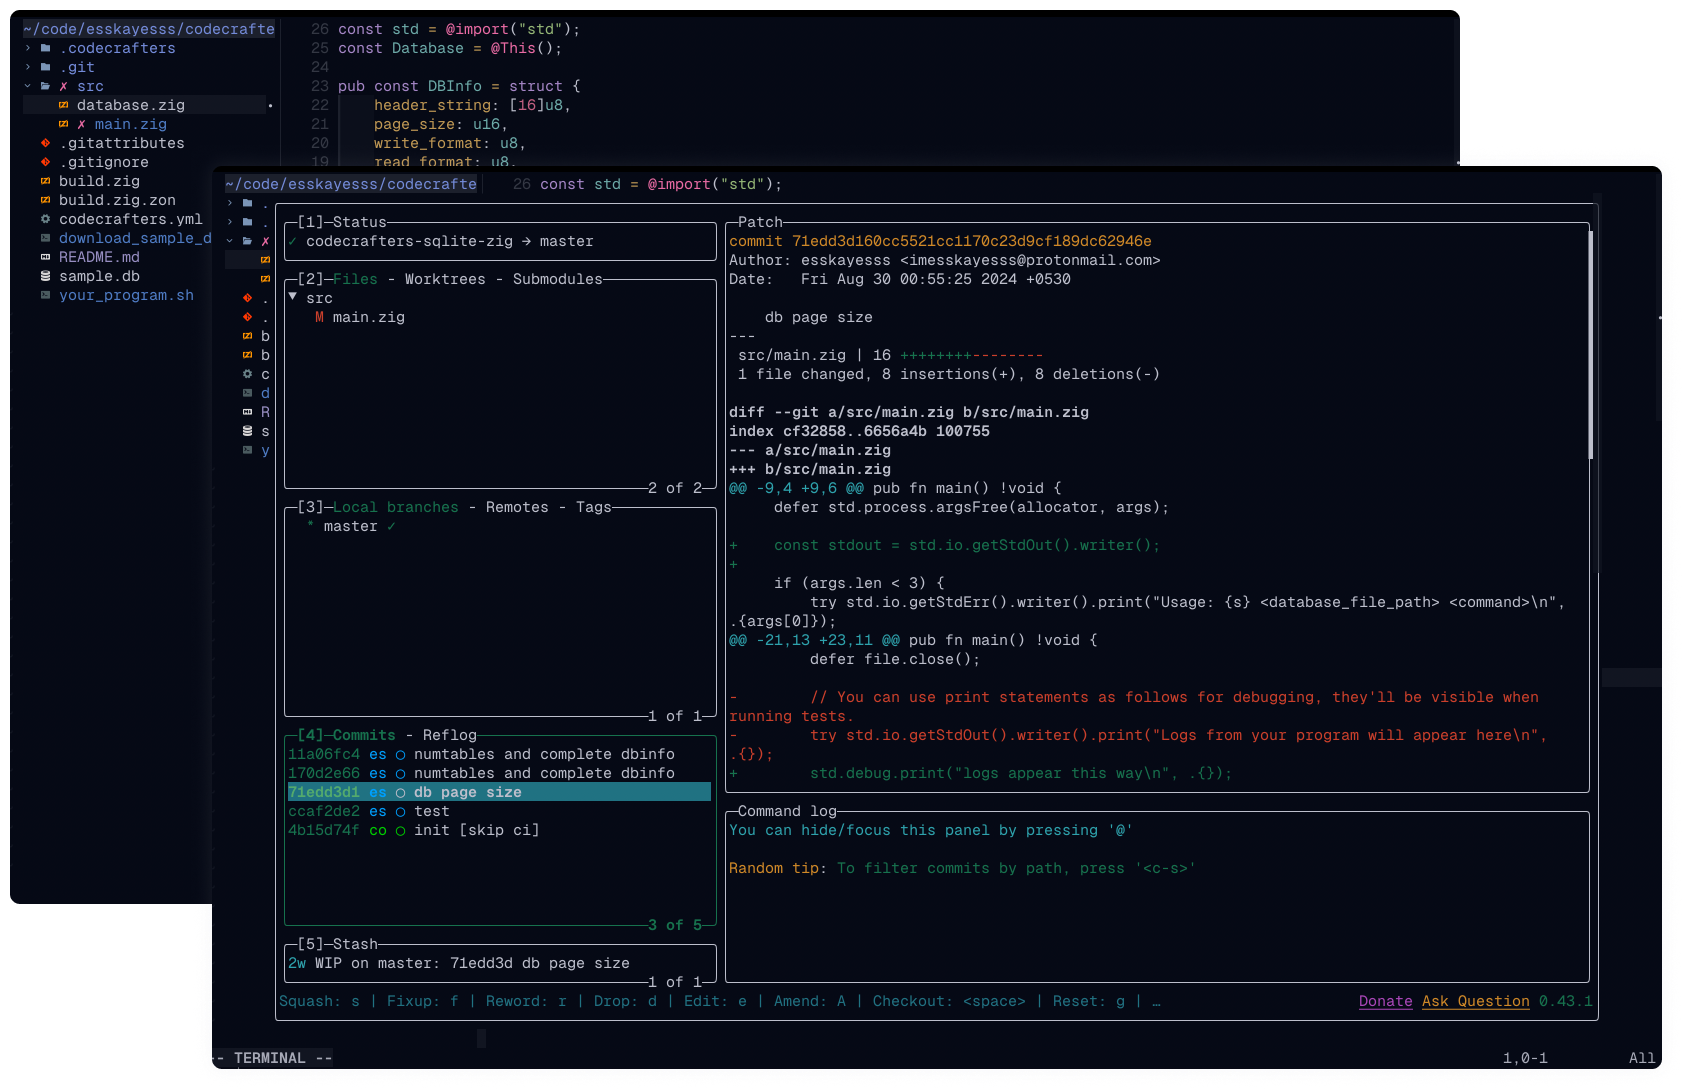 ~/code/esskayesss/codecrafte
.codecrafters
.git
✗ src
database.zig
✗ main.zig
.gitattributes
.gitignore
build.zig
build.zig.zon
codecrafters.yml
download_sample_d
README.md
sample.db
your_program.sh
26 const std = @import("std");
25 const Database = @This();
24
23 pub const DBInfo = struct {
22 header_string: [16]u8,
21 page_size: u16,
20 write_format: u8,
19 read_format: u8,
~/code/esskayesss/codecrafte
.
.
✗
.
.
b
b
c
d
R
s
y
26 const std = @import("std");
[1]─Status
✓ codecrafters-sqlite-zig → master
[2]─Files - Worktrees - Submodules
▼ src
M main.zig
2 of 2
[3]─Local branches - Remotes - Tags
* master ✓
1 of 1
[4]─Commits - Reflog
11a06fc4 es ○ numtables and complete dbinfo
170d2e66 es ○ numtables and complete dbinfo
71edd3d1 es ○ db page size
ccaf2de2 es ○ test
4b15d74f co ○ init [skip ci]
3 of 5
[5]─Stash
2w WIP on master: 71edd3d db page size
1 of 1
Patch
commit 71edd3d160cc5521cc1170c23d9cf189dc62946e
Author: esskayesss <imesskayesss@protonmail.com>
Date:   Fri Aug 30 00:55:25 2024 +0530
db page size
---
src/main.zig | 16 ++++++++--------
1 file changed, 8 insertions(+), 8 deletions(-)
diff --git a/src/main.zig b/src/main.zig
index cf32858..6656a4b 100755
--- a/src/main.zig
+++ b/src/main.zig
@@ -9,4 +9,6 @@ pub fn main() !void {
defer std.process.argsFree(allocator, args);
+    const stdout = std.io.getStdOut().writer();
+
if (args.len < 3) {
try std.io.getStdErr().writer().print("Usage: {s} <database_file_path> <command>\n",
.{args[0]});
@@ -21,13 +23,11 @@ pub fn main() !void {
defer file.close();
-        // You can use print statements as follows for debugging, they'll be visible when
running tests.
-        try std.io.getStdOut().writer().print("Logs from your program will appear here\n",
.{});
+        std.debug.print("logs appear this way\n", .{});
Command log
You can hide/focus this panel by pressing '@'
Random tip: To filter commits by path, press '<c-s>'
Squash: s | Fixup: f | Reword: r | Drop: d | Edit: e | Amend: A | Checkout: <space> | Reset: g | …
Donate Ask Question 0.43.1
-- TERMINAL --
1,0-1
All